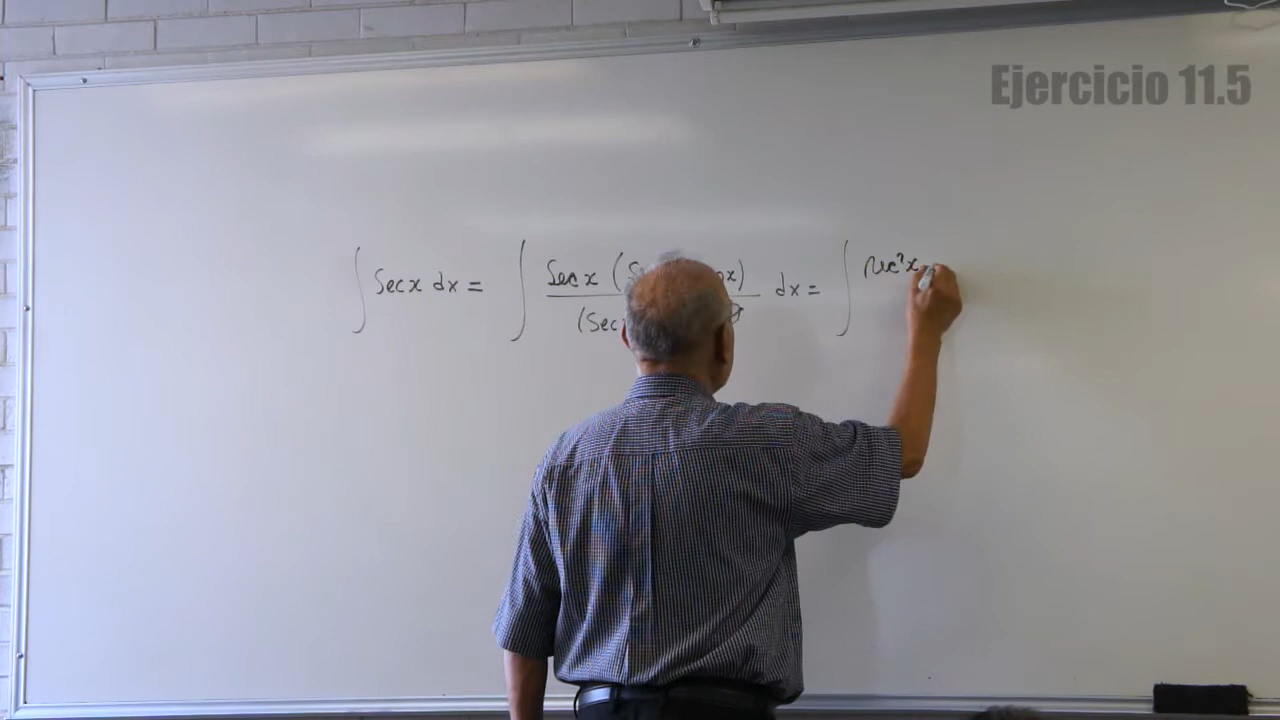 Ejercicio 11.5
∫ Sec x dx = ∫ Sec x ( x) / (Sec dx = ∫ sec²x